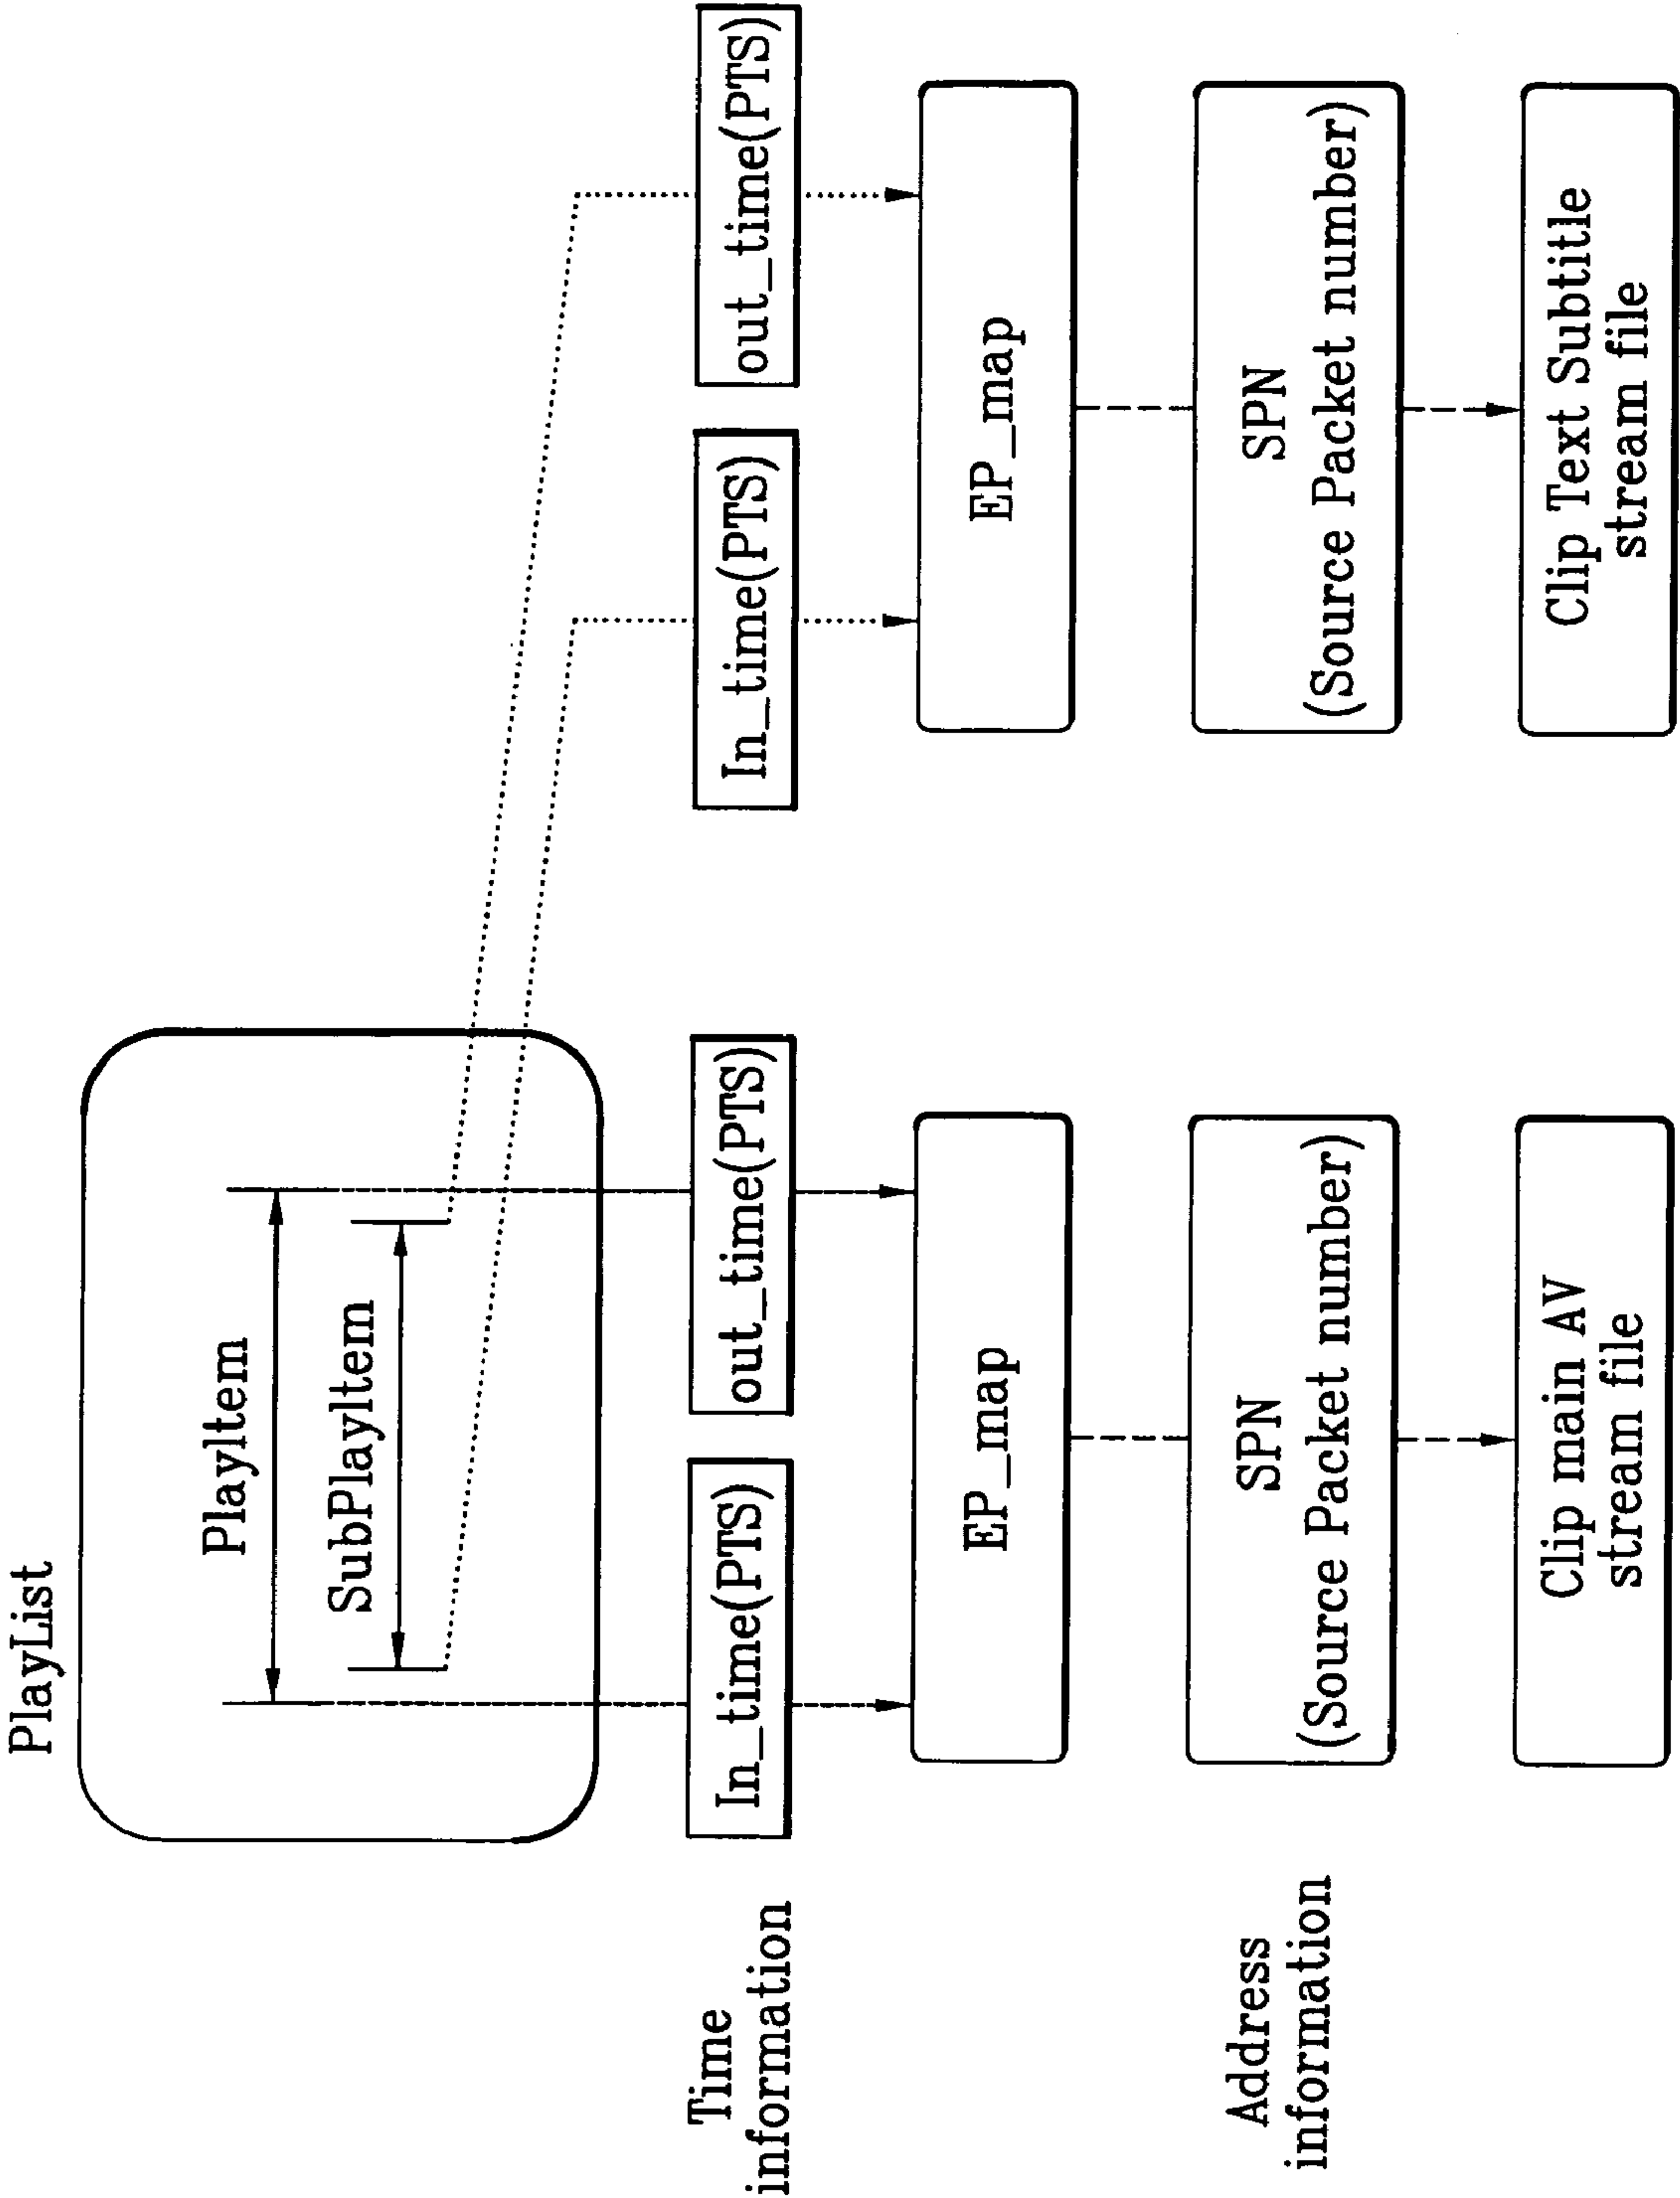 PlayList
PlayItem
SubPlayItem
Time
information
In_time(PTS)
out_time(PTS)
In_time(PTS)
out_time(PTS)
EP_map
EP_map
Address
information
SPN
(Source Packet number)
SPN
(Source Packet number)
Clip main AV
stream file
Clip Text Subtitle
stream file